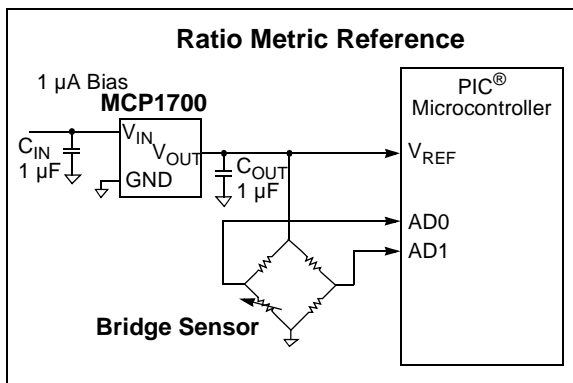 Ratio Metric Reference
1 µA Bias
MCP1700
PIC®
Microcontroller
CIN
1 µF
VIN
VOUT
GND
COUT
1 µF
VREF
AD0
AD1
Bridge Sensor